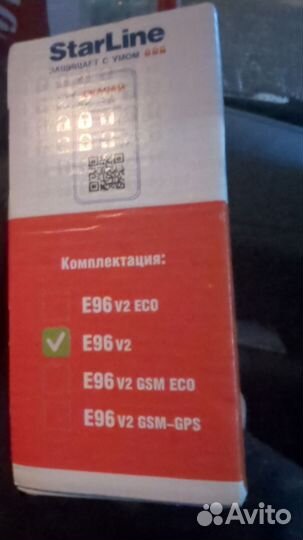 StarLine
ЗАЩИЩАЕТ С УМОМ
Комплектация:
E96 V2 ECO
E96 V2
E96 V2 GSM ECO
E96 V2 GSM-GPS
Avito